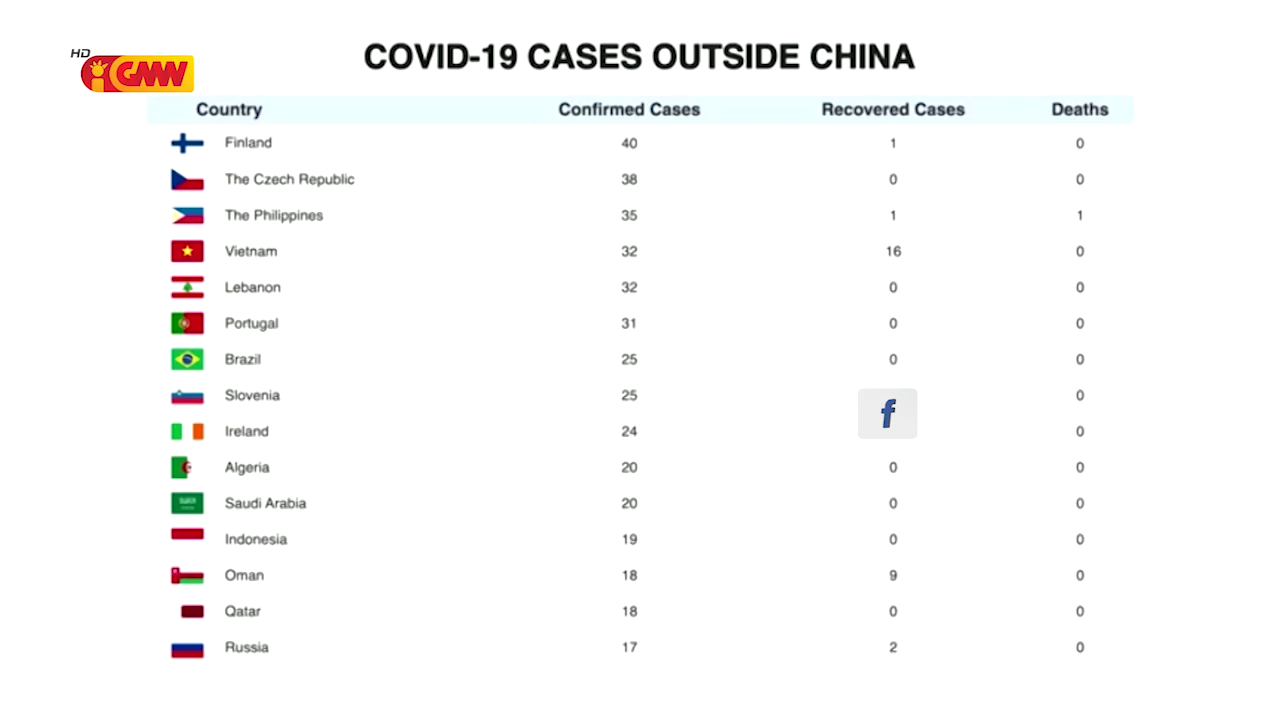 HD
iGMW
COVID-19 CASES OUTSIDE CHINA
Country Confirmed Cases Recovered Cases Deaths
Finland 40 1 0
The Czech Republic 38 0 0
The Philippines 35 1 1
Vietnam 32 16 0
Lebanon 32 0 0
Portugal 31 0 0
Brazil 25 0 0
Slovenia 25 0
f
Ireland 24 0
Algeria 20 0 0
Saudi Arabia 20 0 0
Indonesia 19 0 0
Oman 18 9 0
Qatar 18 0 0
Russia 17 2 0